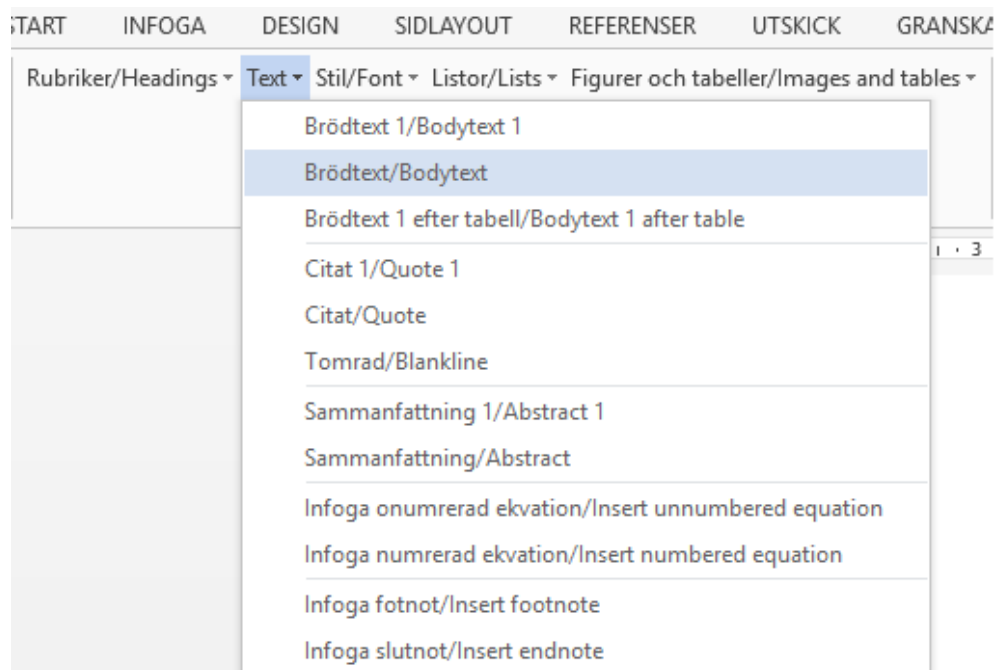 START INFOGA DESIGN SIDLAYOUT REFERENSER UTSKICK GRANSKA
Rubriker/Headings Text Stil/Font Listor/Lists Figurer och tabeller/Images and tables
Brödtext 1/Bodytext 1
Brödtext/Bodytext
Brödtext 1 efter tabell/Bodytext 1 after table
3
Citat 1/Quote 1
Citat/Quote
Tomrad/Blankline
Sammanfattning 1/Abstract 1
Sammanfattning/Abstract
Infoga onumrerad ekvation/Insert unnumbered equation
Infoga numrerad ekvation/Insert numbered equation
Infoga fotnot/Insert footnote
Infoga slutnot/Insert endnote